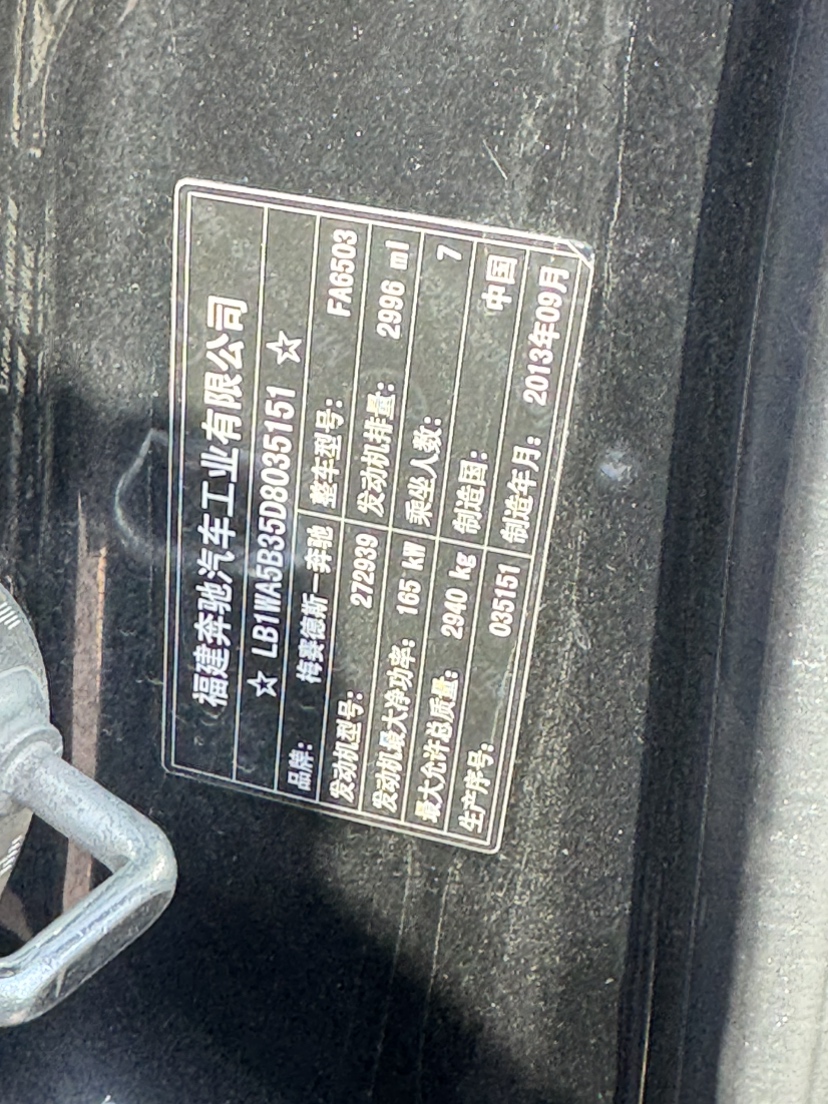 福建奔驰汽车工业有限公司
☆ LB1WA5B35D8035151 ☆
品牌: 梅赛德斯-奔驰 整车型号: FA6503
发动机型号: 272939 发动机排量: 2996 ml
发动机最大净功率: 165 kW 乘坐人数: 7
最大允许总质量: 2940 kg 制造国: 中国
生产序号: 035151 制造年月: 2013年09月